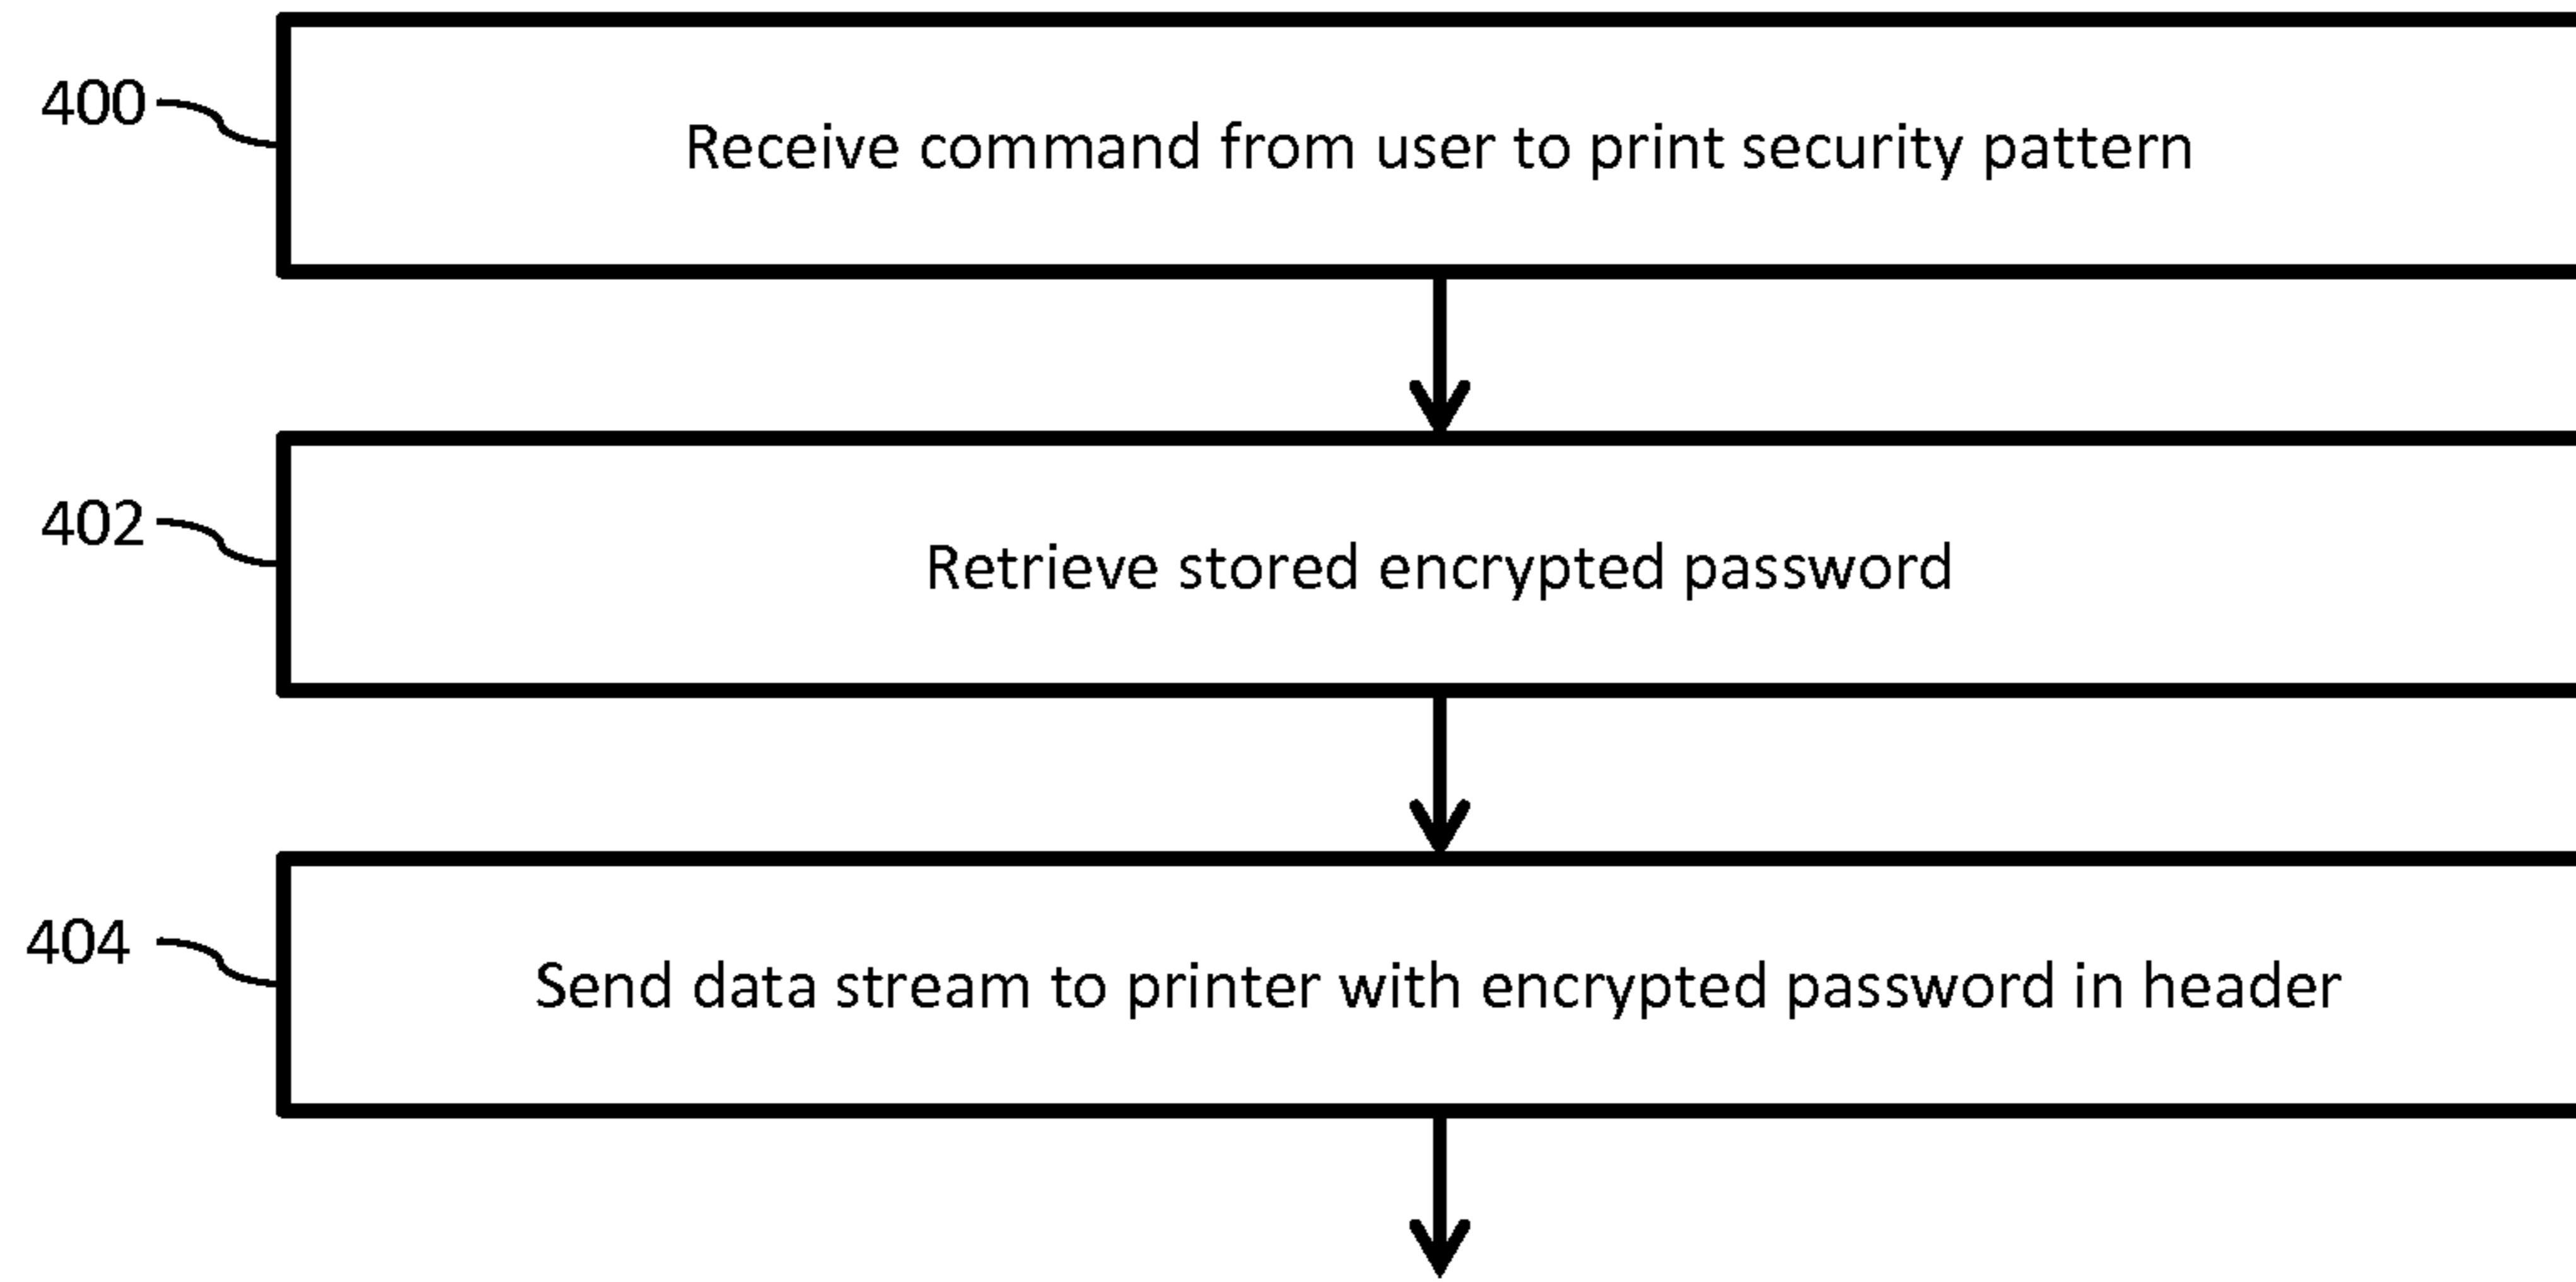 400
Receive command from user to print security pattern
402
Retrieve stored encrypted password
404
Send data stream to printer with encrypted password in header